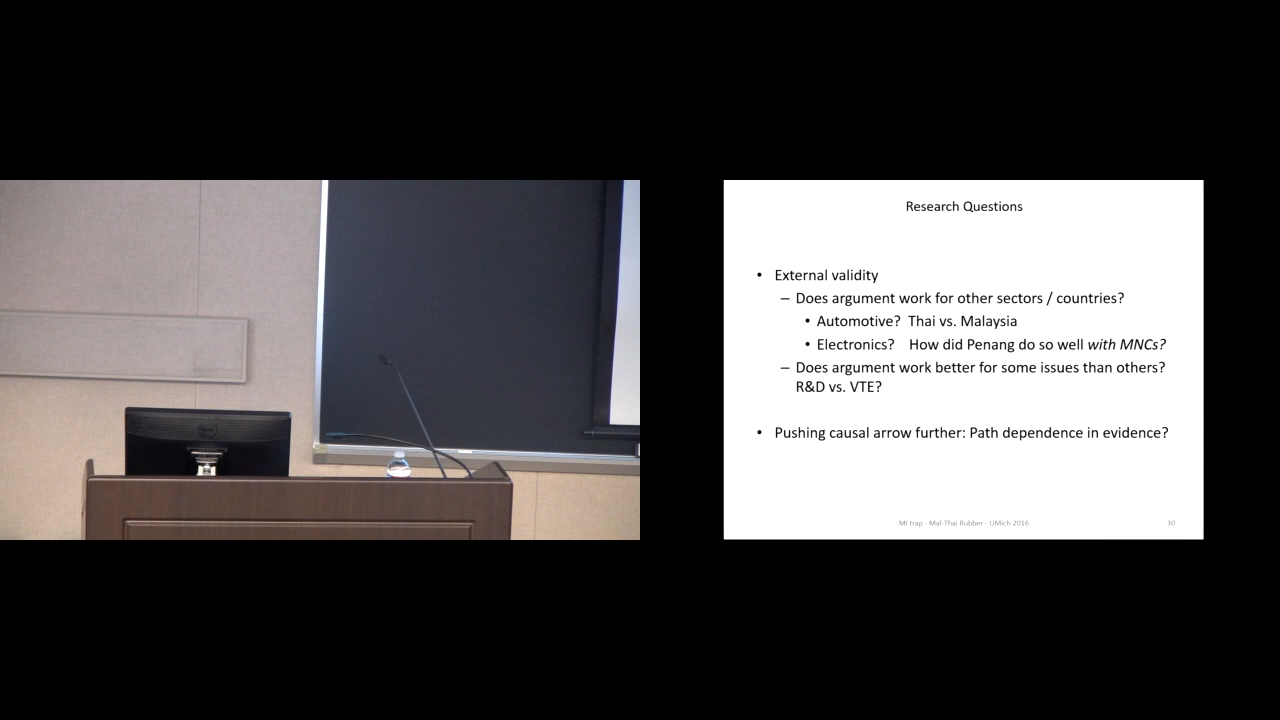 Research Questions
• External validity
– Does argument work for other sectors / countries?
• Automotive? Thai vs. Malaysia
• Electronics? How did Penang do so well with MNCs?
– Does argument work better for some issues than others?
R&D vs. VTE?
• Pushing causal arrow further: Path dependence in evidence?
MI trap - Mal-Thai Rubber - UMich 2016
30